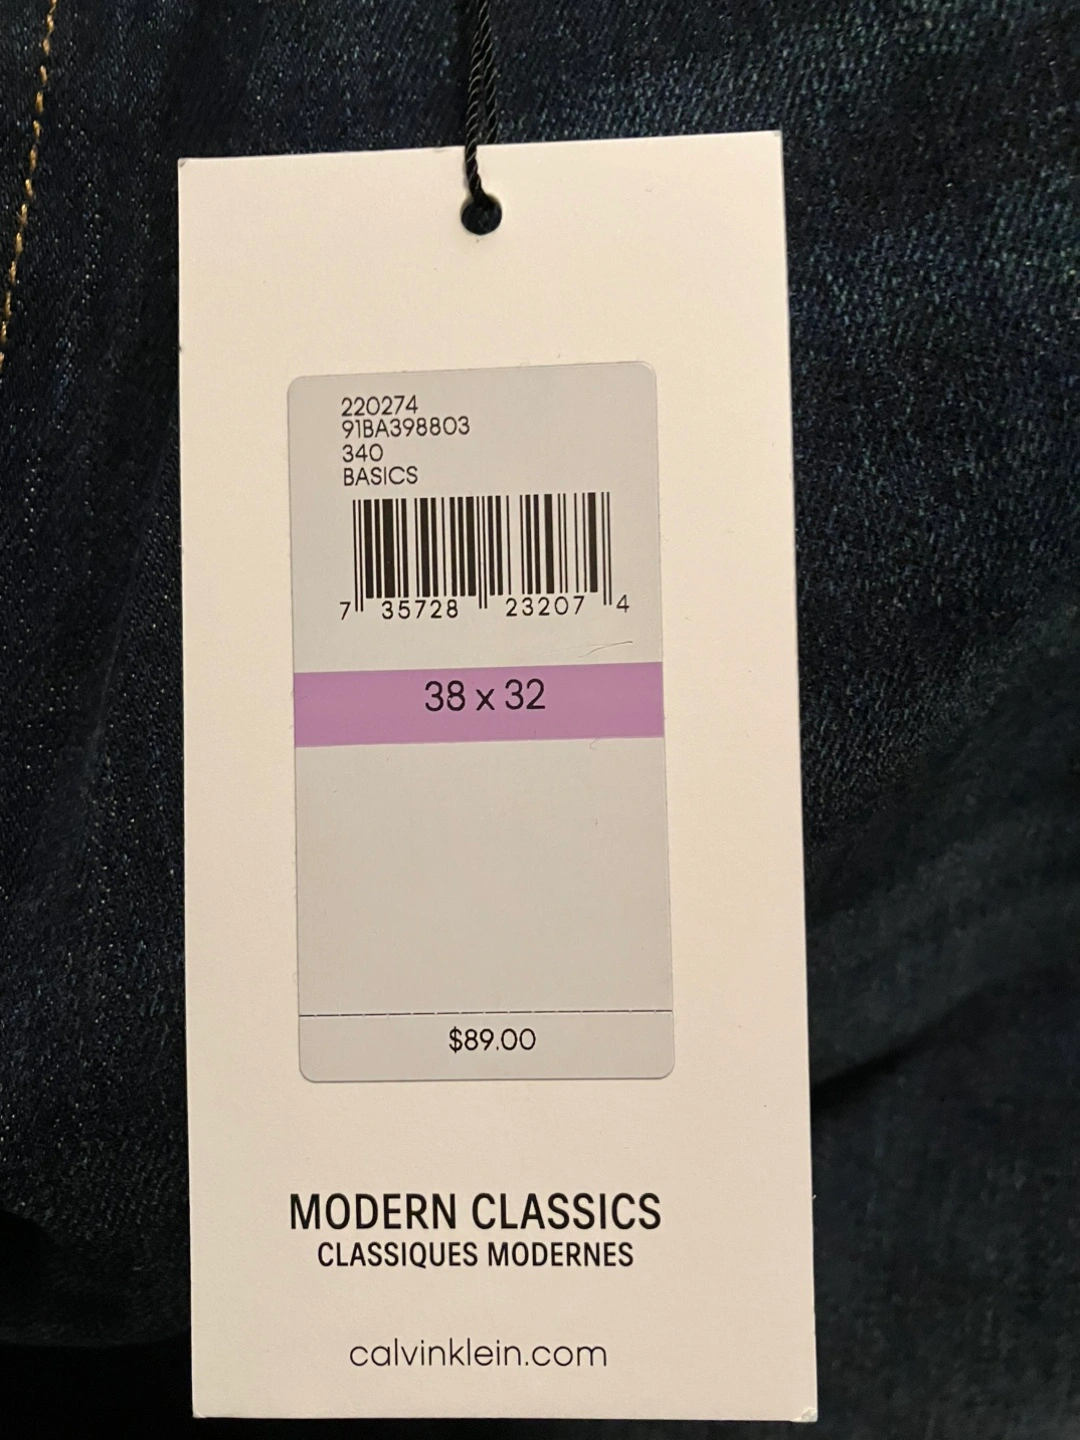 220274
91BA398803
340
BASICS
7 35728 23207 4
38 x 32
$89.00
MODERN CLASSICS
CLASSIQUES MODERNES
calvinklein.com